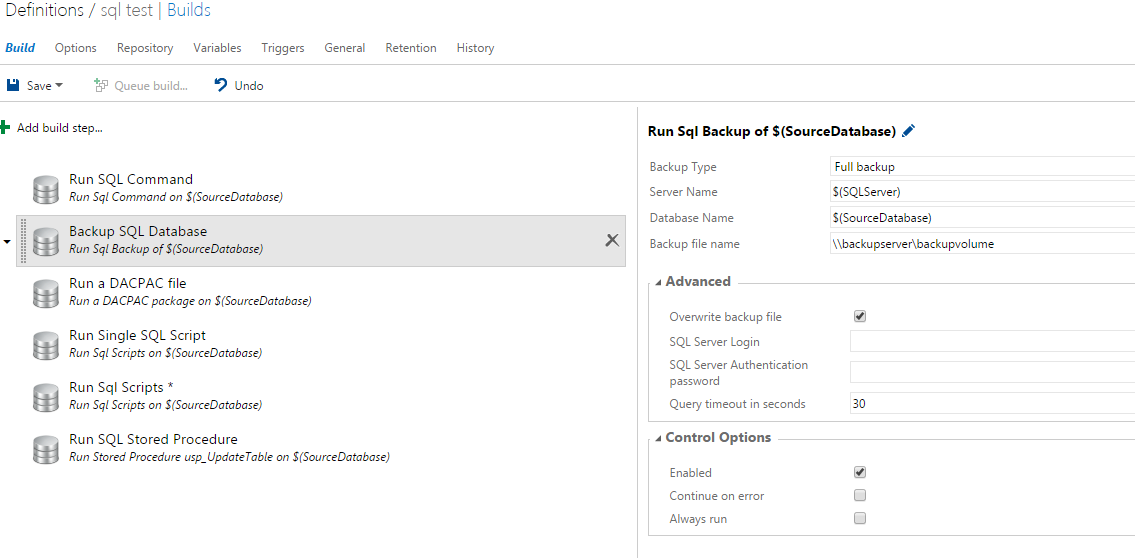 Definitions / sql test | Builds
Build Options Repository Variables Triggers General Retention History
Save Queue build... Undo
Add build step...
Run SQL Command
Run Sql Command on $(SourceDatabase)
Backup SQL Database
Run Sql Backup of $(SourceDatabase)
Run a DACPAC file
Run a DACPAC package on $(SourceDatabase)
Run Single SQL Script
Run Sql Scripts on $(SourceDatabase)
Run Sql Scripts *
Run Sql Scripts on $(SourceDatabase)
Run SQL Stored Procedure
Run Stored Procedure usp_UpdateTable on $(SourceDatabase)
Run Sql Backup of $(SourceDatabase)
Backup Type Full backup
Server Name $(SQLServer)
Database Name $(SourceDatabase)
Backup file name \\backupserver\backupvolume
Advanced
Overwrite backup file
SQL Server Login
SQL Server Authentication
password
Query timeout in seconds 30
Control Options
Enabled
Continue on error
Always run